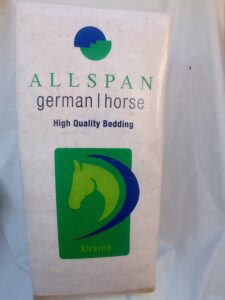 ALLSPAN
german|horse
High Quality Bedding
Xtreme